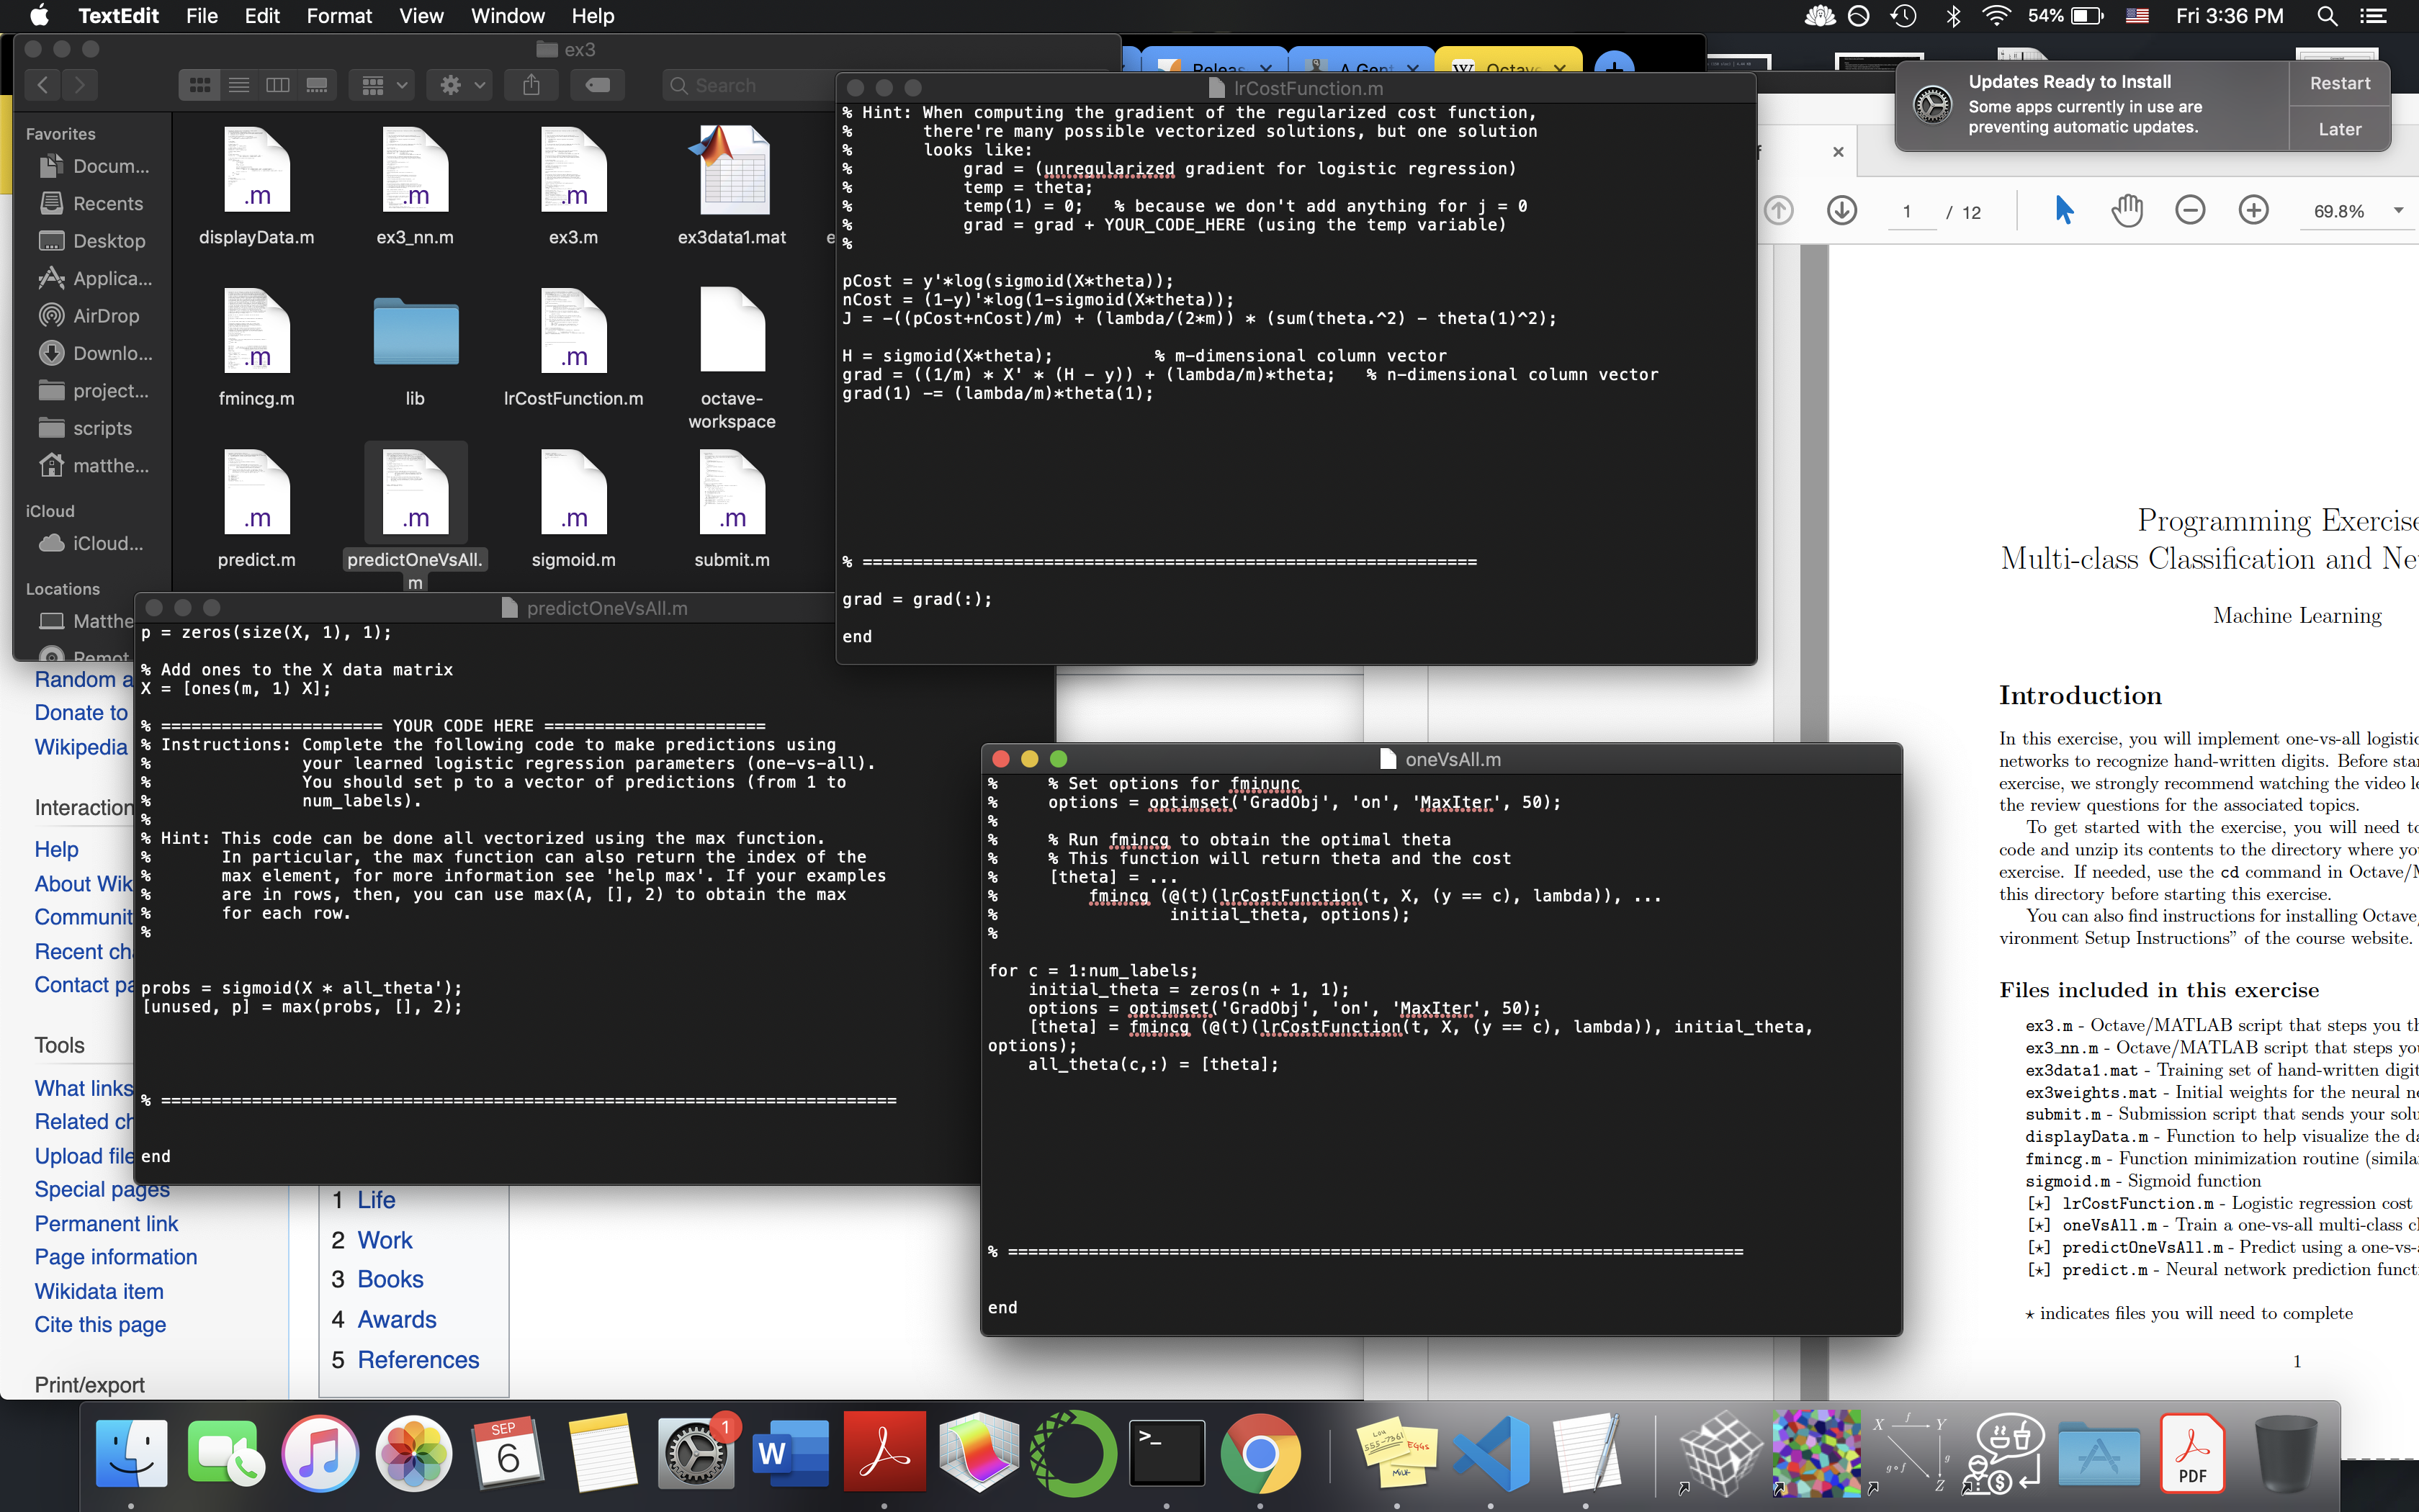 TextEdit File Edit Format View Window Help
54% Fri 3:36 PM
ex3
Search
Favorites
Docum...
Recents
Desktop
Applica...
AirDrop
Downlo...
project...
scripts
matthe...
iCloud
iCloud...
Locations
Matthe
Remot
.m
.m
.m
displayData.m
ex3_nn.m
ex3.m
ex3data1.mat
.m
.m
fmincg.m
lib
lrCostFunction.m
octave-
workspace
.m
.m
.m
.m
predict.m
predictOneVsAll.
m
sigmoid.m
submit.m
Releas
A Gent
W Octav
lrCostFunction.m
% Hint: When computing the gradient of the regularized cost function,
%       there're many possible vectorized solutions, but one solution
%       looks like:
%           grad = (unregularized gradient for logistic regression)
%           temp = theta;
%           temp(1) = 0;   % because we don't add anything for j = 0
%           grad = grad + YOUR_CODE_HERE (using the temp variable)
%
pCost = y'*log(sigmoid(X*theta));
nCost = (1-y)'*log(1-sigmoid(X*theta));
J = -((pCost+nCost)/m) + (lambda/(2*m)) * (sum(theta.^2) - theta(1)^2);
H = sigmoid(X*theta);          % m-dimensional column vector
grad = ((1/m) * X' * (H - y)) + (lambda/m)*theta;   % n-dimensional column vector
grad(1) -= (lambda/m)*theta(1);
% =============================================================
grad = grad(:);
end
Updates Ready to Install
Some apps currently in use are
preventing automatic updates.
Restart
Later
1 / 12
69.8%
predictOneVsAll.m
p = zeros(size(X, 1), 1);
% Add ones to the X data matrix
X = [ones(m, 1) X];
% ====================== YOUR CODE HERE ======================
% Instructions: Complete the following code to make predictions using
%               your learned logistic regression parameters (one-vs-all).
%               You should set p to a vector of predictions (from 1 to
%               num_labels).
%
% Hint: This code can be done all vectorized using the max function.
%       In particular, the max function can also return the index of the
%       max element, for more information see 'help max'. If your examples
%       are in rows, then, you can use max(A, [], 2) to obtain the max
%       for each row.
%
probs = sigmoid(X * all_theta');
[unused, p] = max(probs, [], 2);
% =========================================================================
end
oneVsAll.m
%     % Set options for fminunc
%     options = optimset('GradObj', 'on', 'MaxIter', 50);
%
%     % Run fmincg to obtain the optimal theta
%     % This function will return theta and the cost
%     [theta] = ...
%         fmincg (@(t)(lrCostFunction(t, X, (y == c), lambda)), ...
%                 initial_theta, options);
%
for c = 1:num_labels;
    initial_theta = zeros(n + 1, 1);
    options = optimset('GradObj', 'on', 'MaxIter', 50);
    [theta] = fmincg (@(t)(lrCostFunction(t, X, (y == c), lambda)), initial_theta,
options);
    all_theta(c,:) = [theta];
% =========================================================================
end
Random a
Donate to
Wikipedia
Interaction
Help
About Wik
Communit
Recent cha
Contact pa
Tools
What links
Related ch
Upload file
Special pages
Permanent link
Page information
Wikidata item
Cite this page
Print/export
1 Life
2 Work
3 Books
4 Awards
5 References
Programming Exercise
Multi-class Classification and Ne
Machine Learning
Introduction
In this exercise, you will implement one-vs-all logistic
networks to recognize hand-written digits. Before star
exercise, we strongly recommend watching the video le
the review questions for the associated topics.
To get started with the exercise, you will need to
code and unzip its contents to the directory where yo
exercise. If needed, use the cd command in Octave/M
this directory before starting this exercise.
You can also find instructions for installing Octave
vironment Setup Instructions” of the course website.
Files included in this exercise
ex3.m - Octave/MATLAB script that steps you th
ex3_nn.m - Octave/MATLAB script that steps you
ex3data1.mat - Training set of hand-written digit
ex3weights.mat - Initial weights for the neural ne
submit.m - Submission script that sends your solu
displayData.m - Function to help visualize the da
fmincg.m - Function minimization routine (simila
sigmoid.m - Sigmoid function
[⋆] lrCostFunction.m - Logistic regression cost
[⋆] oneVsAll.m - Train a one-vs-all multi-class cl
[⋆] predictOneVsAll.m - Predict using a one-vs-
[⋆] predict.m - Neural network prediction functi
⋆ indicates files you will need to complete
1
SEP
6
1
W
>_
Lou
555-7361
EGGS
MILK
X f Y
g∘f g
Z
PDF